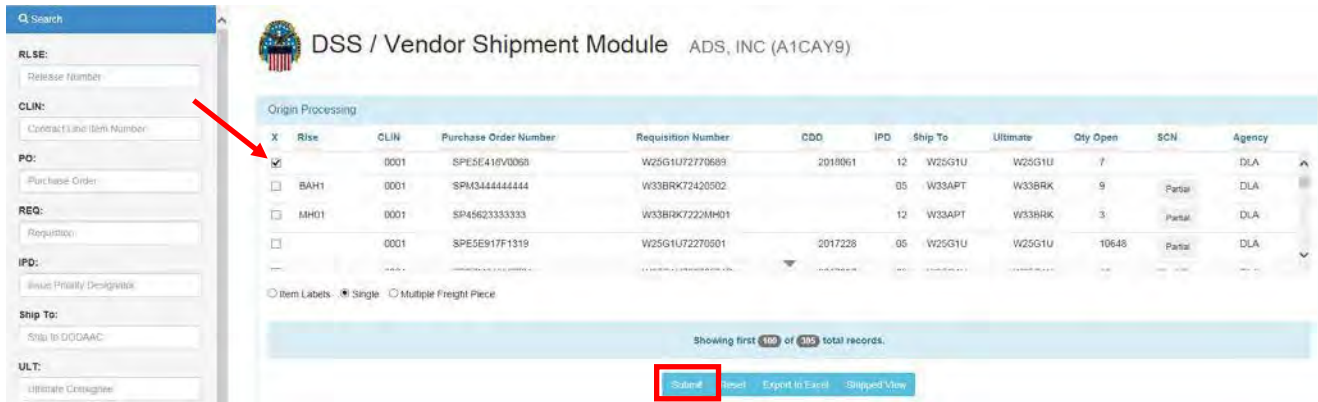 Search
RLSE:
Release Number
CLIN:
Contract Line Item Number
PO:
Purchase Order
REQ:
Requisition
IPD:
Issue Priority Designator
Ship To:
Ship to DODAAC
ULT:
Ultimate Consignee
DSS / Vendor Shipment Module ADS, INC (A1CAY9)
Origin Processing
X Rlse CLIN Purchase Order Number Requisition Number CDD IPD Ship To Ultimate Qty Open SCN Agency
0001 SPE5E418V0068 W25G1U72770689 2018061 12 W25G1U W25G1U 7 DLA
BAH1 0001 SPM3444444444 W33BRK72420502 05 W33APT W33BRK 9 Partial DLA
MH01 0001 SP45623333333 W33BRK7222MH01 12 W33APT W33BRK 3 Partial DLA
0001 SPE5E917F1319 W25G1U72270501 2017228 05 W25G1U W25G1U 10648 Partial DLA
Item Labels Single Multiple Freight Piece
Showing first 100 of 305 total records.
Submit Reset Export to Excel Shipped View